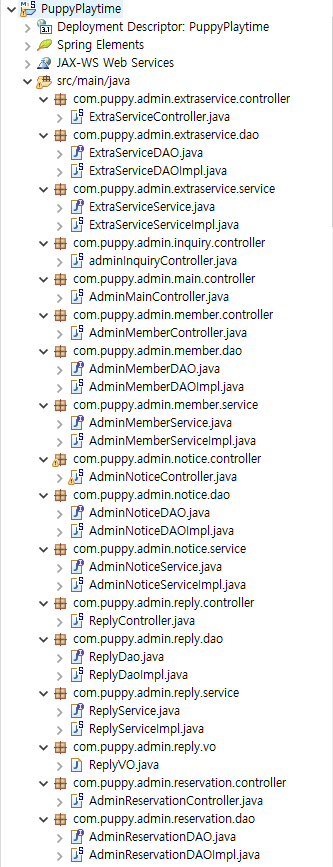 PuppyPlaytime
Deployment Descriptor: PuppyPlaytime
Spring Elements
JAX-WS Web Services
src/main/java
com.puppy.admin.extraservice.controller
ExtraServiceController.java
com.puppy.admin.extraservice.dao
ExtraServiceDAO.java
ExtraServiceDAOImpl.java
com.puppy.admin.extraservice.service
ExtraServiceService.java
ExtraServiceServiceImpl.java
com.puppy.admin.inquiry.controller
adminInquiryController.java
com.puppy.admin.main.controller
AdminMainController.java
com.puppy.admin.member.controller
AdminMemberController.java
com.puppy.admin.member.dao
AdminMemberDAO.java
AdminMemberDAOImpl.java
com.puppy.admin.member.service
AdminMemberService.java
AdminMemberServiceImpl.java
com.puppy.admin.notice.controller
AdminNoticeController.java
com.puppy.admin.notice.dao
AdminNoticeDAO.java
AdminNoticeDAOImpl.java
com.puppy.admin.notice.service
AdminNoticeService.java
AdminNoticeServiceImpl.java
com.puppy.admin.reply.controller
ReplyController.java
com.puppy.admin.reply.dao
ReplyDao.java
ReplyDaoImpl.java
com.puppy.admin.reply.service
ReplyService.java
ReplyServiceImpl.java
com.puppy.admin.reply.vo
ReplyVO.java
com.puppy.admin.reservation.controller
AdminReservationController.java
com.puppy.admin.reservation.dao
AdminReservationDAO.java
AdminReservationDAOImpl.java